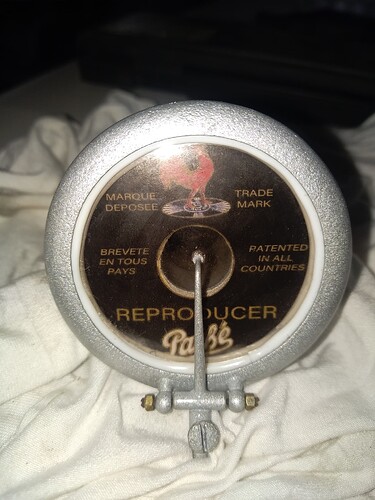 MARQUE
DEPOSEE
TRADE
MARK
BREVETE
EN TOUS
PAYS
PATENTED
IN ALL
COUNTRIES
REPRODUCER
Pathé